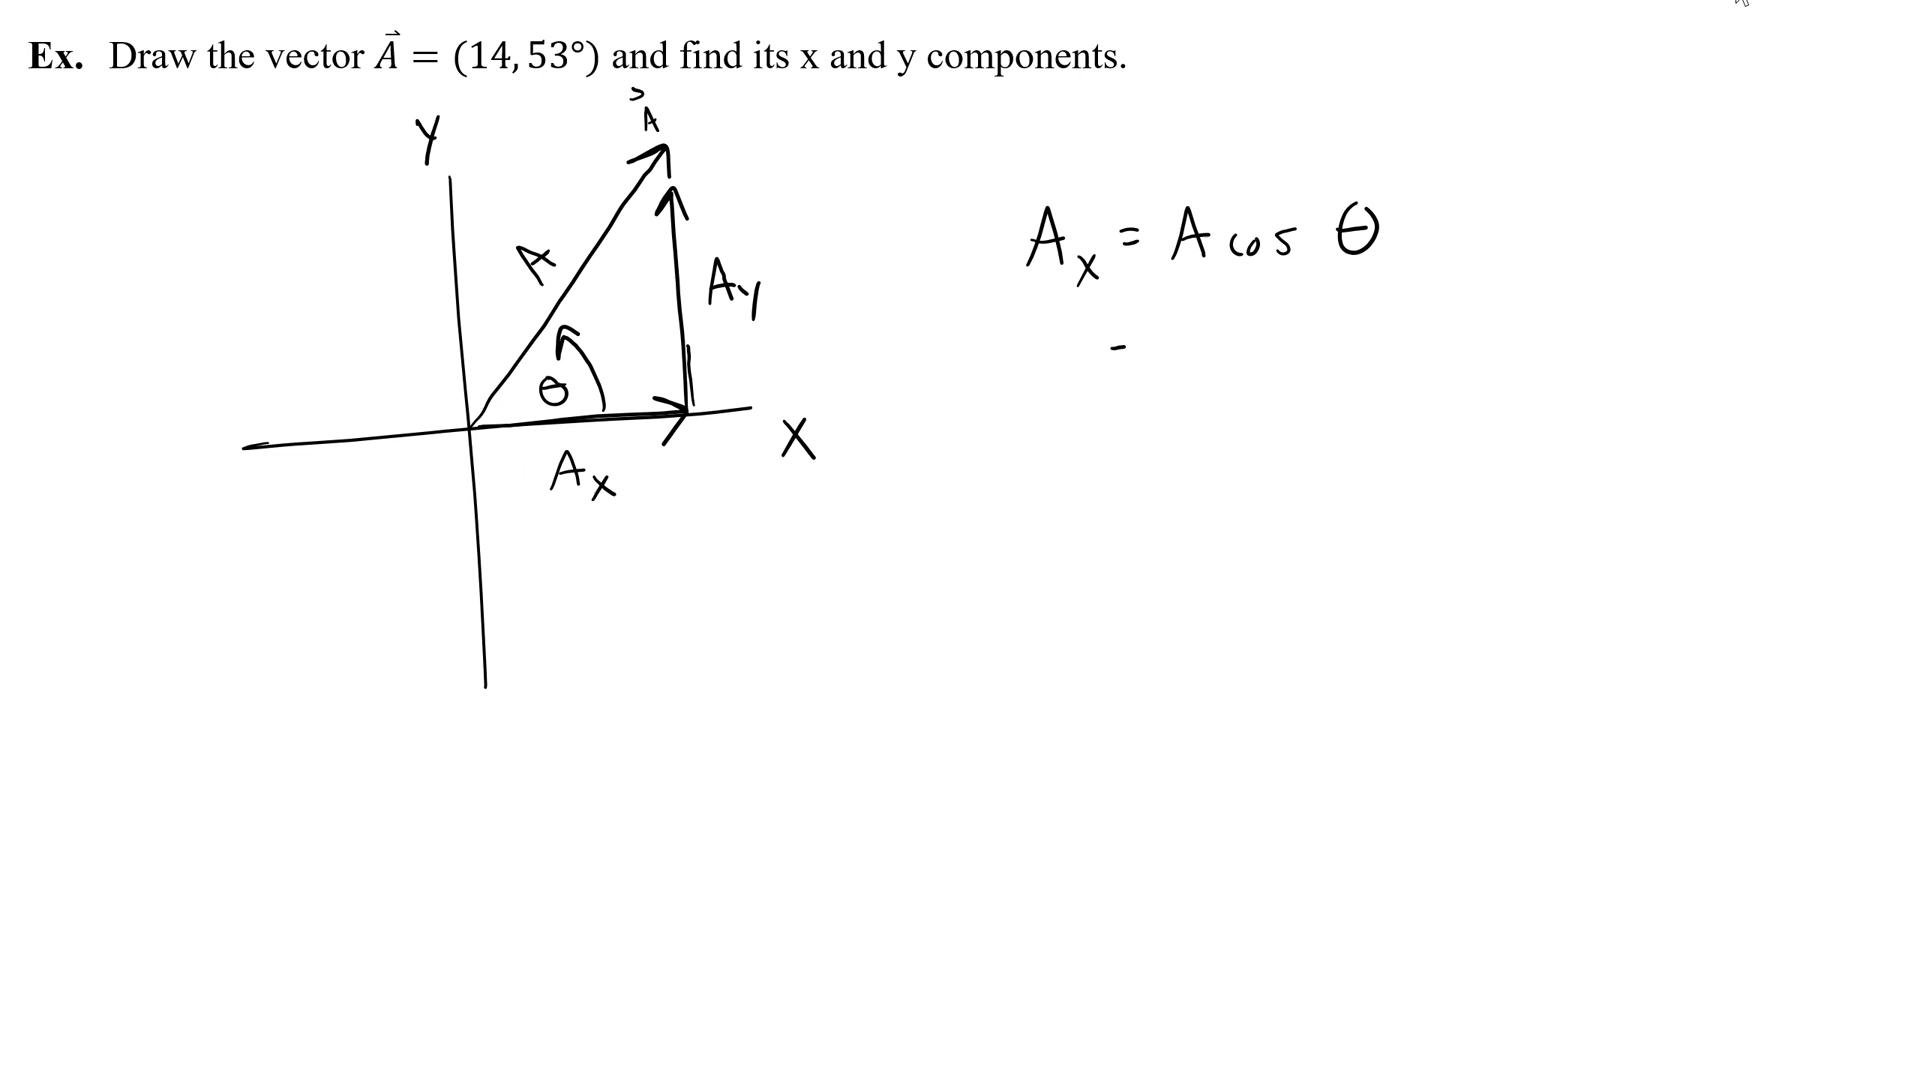 Ex. Draw the vector A⃗ = (14, 53°) and find its x and y components.
Y
A⃗
A
Ay
θ
X
Ax
Ax = A cos θ
-